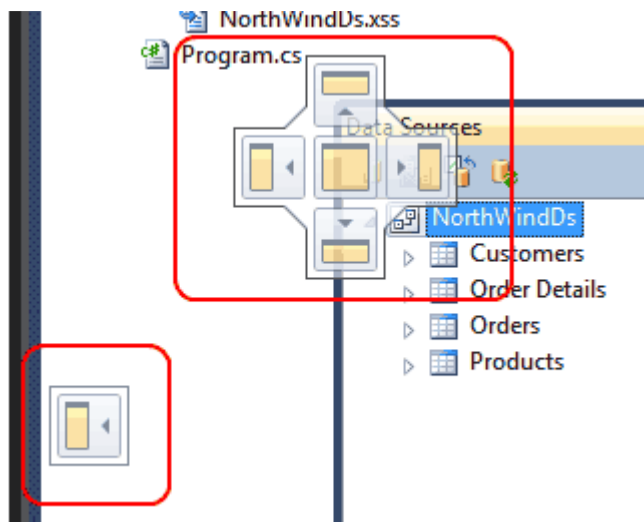 NorthWindDs.xss
Program.cs
Data Sources
NorthWindDs
Customers
Order Details
Orders
Products